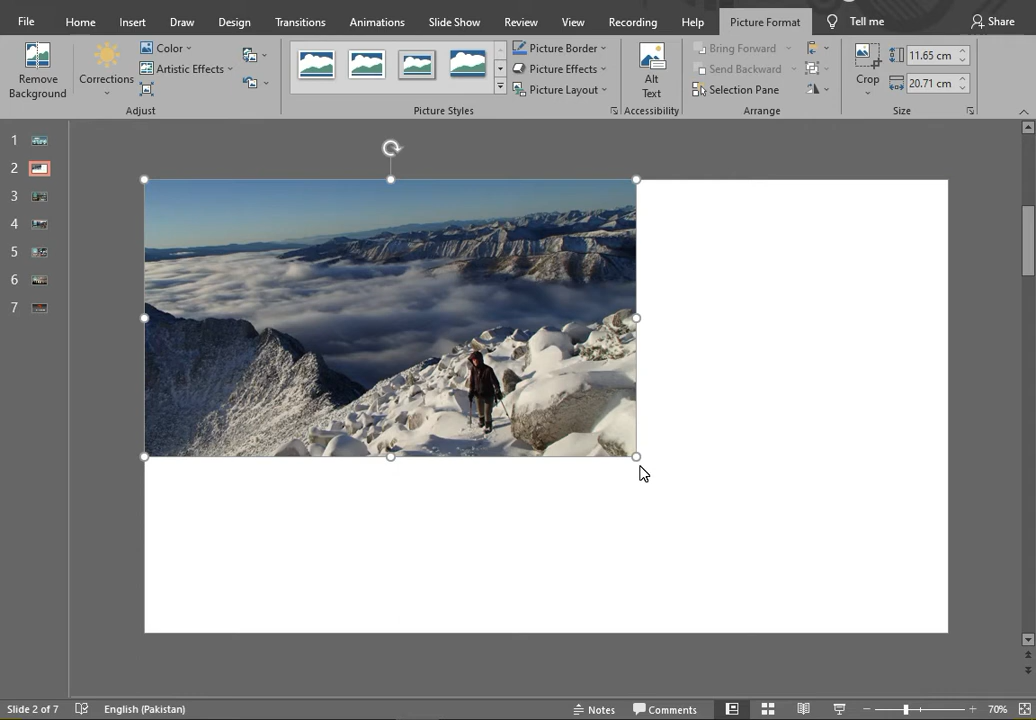 File Home Insert Draw Design Transitions Animations Slide Show Review View Recording Help Picture Format Tell me Share
Remove Background
Corrections
Color
Artistic Effects
Adjust
Picture Styles
Picture Border
Picture Effects
Picture Layout
Alt Text
Accessibility
Bring Forward
Send Backward
Selection Pane
Arrange
Crop
11.65 cm
20.71 cm
Size
1
2
3
4
5
6
7
Slide 2 of 7 English (Pakistan) Notes Comments 70%